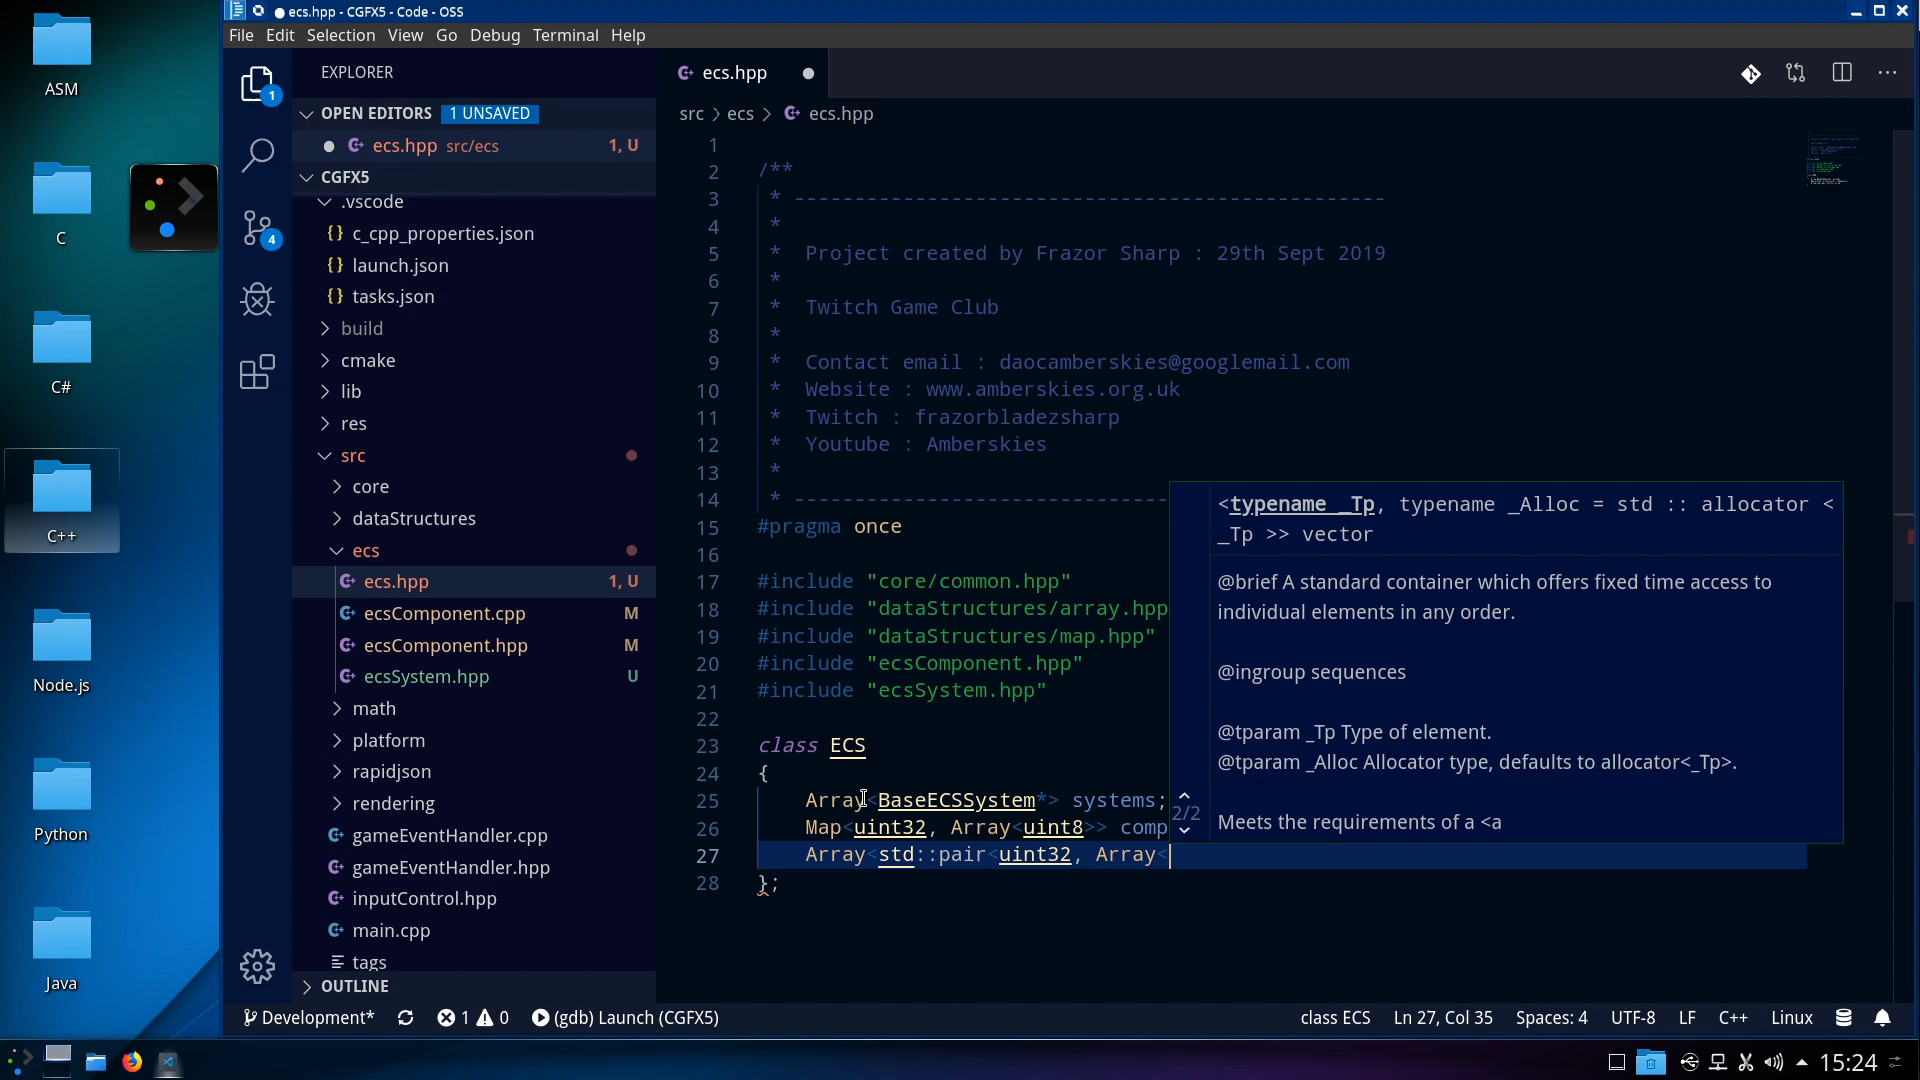 ecs.hpp - CGFX5 - Code - OSS
File Edit Selection View Go Debug Terminal Help
ASM
C
C#
C++
Node.js
Python
Java
EXPLORER
1
OPEN EDITORS 1 UNSAVED
ecs.hpp src/ecs 1, U
CGFX5
4
.vscode
{} c_cpp_properties.json
{} launch.json
{} tasks.json
build
cmake
lib
res
src
core
dataStructures
ecs
ecs.hpp 1, U
ecsComponent.cpp M
ecsComponent.hpp M
ecsSystem.hpp U
math
platform
rapidjson
rendering
gameEventHandler.cpp
gameEventHandler.hpp
inputControl.hpp
main.cpp
tags
OUTLINE
ecs.hpp
src > ecs > ecs.hpp
1
2 /**
3 * -------------------------------------------------
4 *
5 * Project created by Frazor Sharp : 29th Sept 2019
6 *
7 * Twitch Game Club
8 *
9 * Contact email : daocamberskies@googlemail.com
10 * Website : www.amberskies.org.uk
11 * Twitch : frazorbladezsharp
12 * Youtube : Amberskies
13 *
14 * -------------------------------
15 #pragma once
16
17 #include "core/common.hpp"
18 #include "dataStructures/array.hpp
19 #include "dataStructures/map.hpp"
20 #include "ecsComponent.hpp"
21 #include "ecsSystem.hpp"
22
23 class ECS
24 {
25 Array<BaseECSSystem*> systems;
26 Map<uint32, Array<uint8>> comp
27 Array<std::pair<uint32, Array<
28 };
<typename _Tp, typename _Alloc = std :: allocator <
_Tp >> vector
@brief A standard container which offers fixed time access to
individual elements in any order.
@ingroup sequences
@tparam _Tp Type of element.
@tparam _Alloc Allocator type, defaults to allocator<_Tp>.
2/2
Meets the requirements of a <a
Development* 1 0 (gdb) Launch (CGFX5) class ECS Ln 27, Col 35 Spaces: 4 UTF-8 LF C++ Linux
15:24